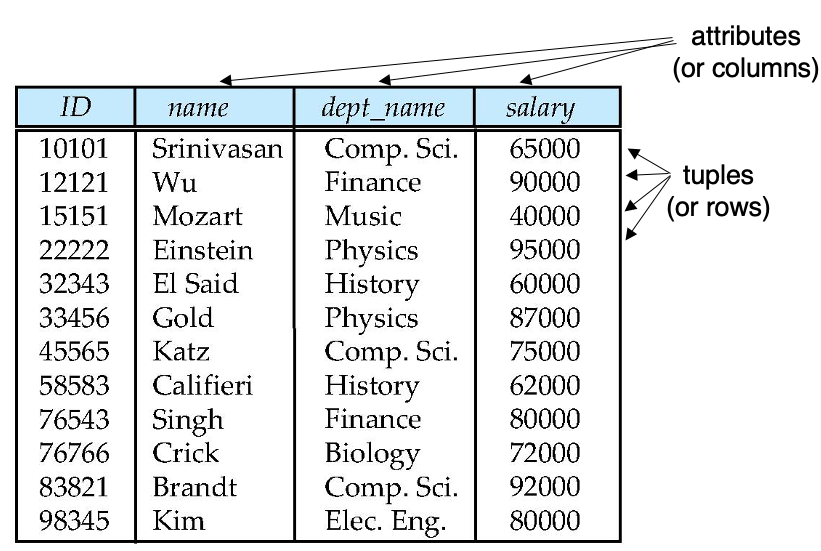 attributes
(or columns)
ID name dept_name salary
10101 Srinivasan Comp. Sci. 65000
12121 Wu Finance 90000
15151 Mozart Music 40000
22222 Einstein Physics 95000
32343 El Said History 60000
33456 Gold Physics 87000
45565 Katz Comp. Sci. 75000
58583 Califieri History 62000
76543 Singh Finance 80000
76766 Crick Biology 72000
83821 Brandt Comp. Sci. 92000
98345 Kim Elec. Eng. 80000
tuples
(or rows)